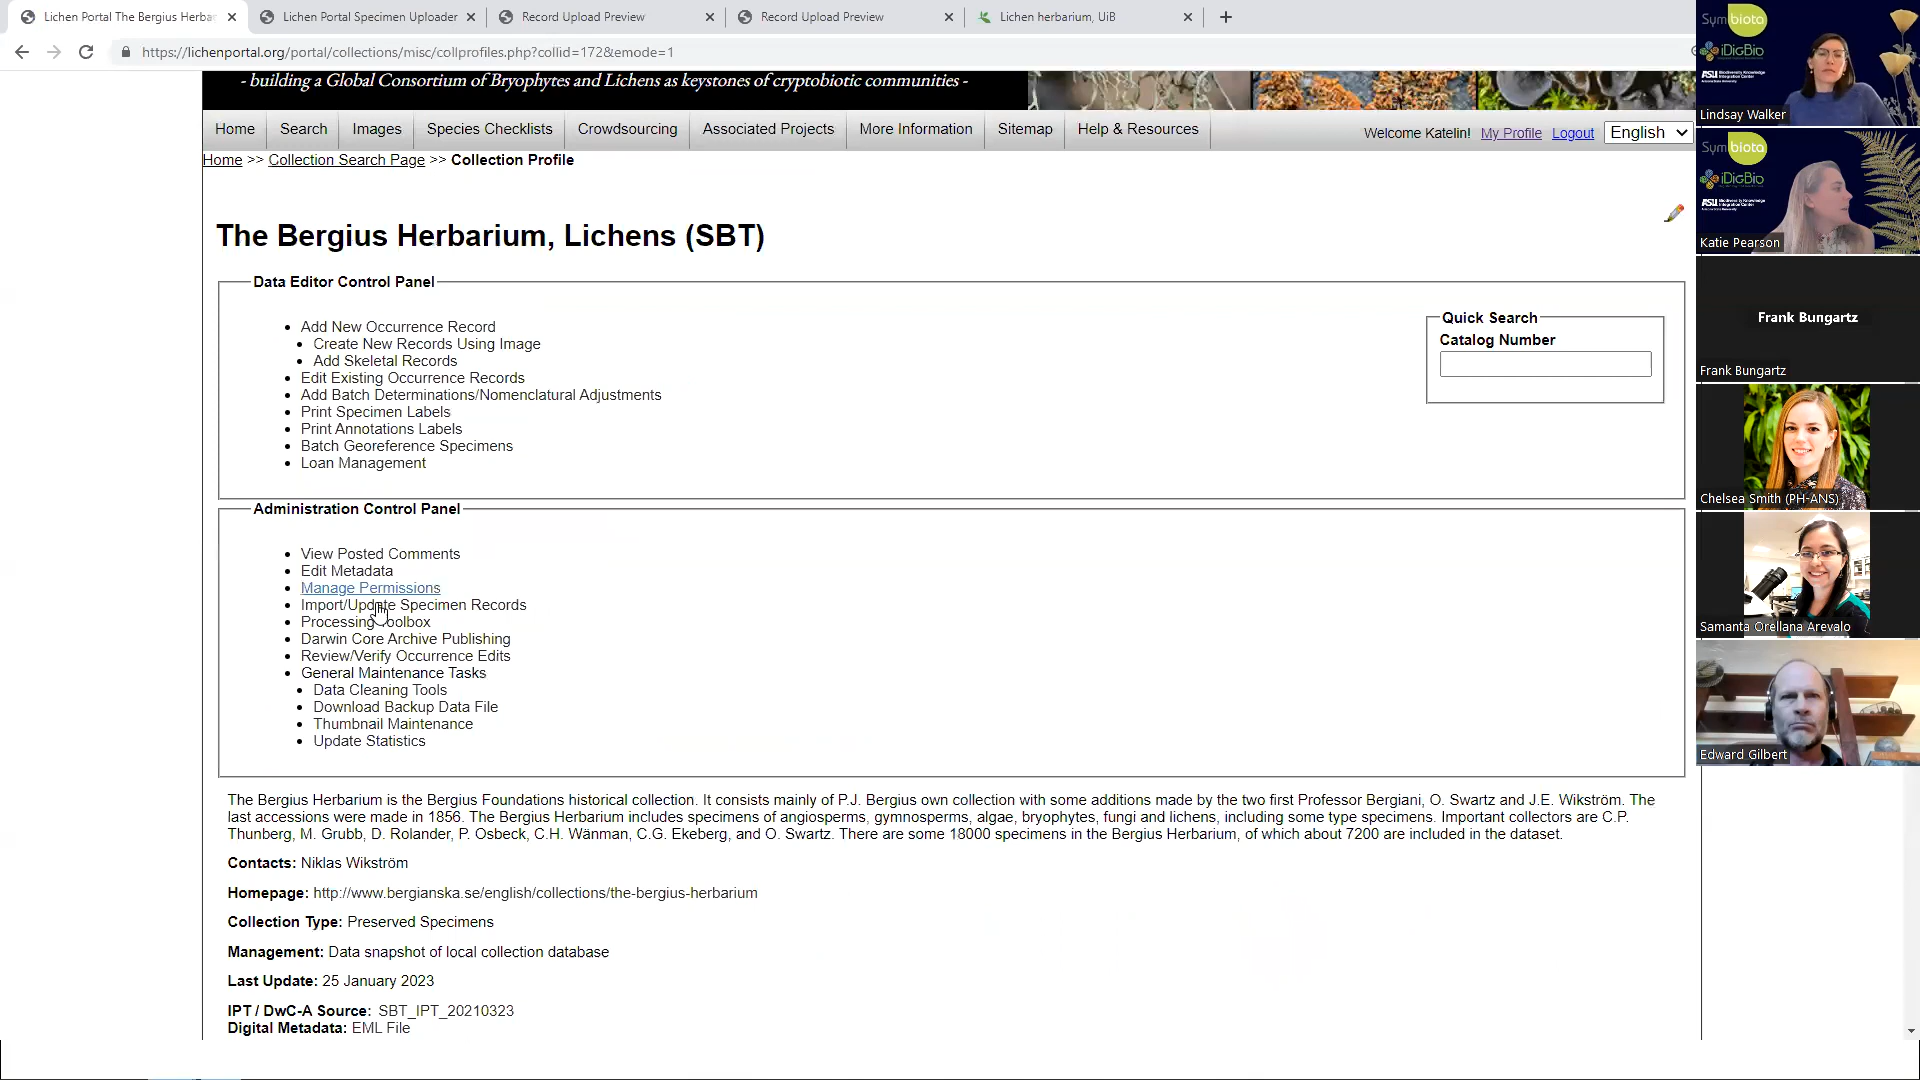 Lichen Portal The Bergius Herba
Lichen Portal Specimen Uploader
Record Upload Preview
Record Upload Preview
Lichen herbarium, UiB
https://lichenportal.org/portal/collections/misc/collprofiles.php?collid=172&emode=1
- building a Global Consortium of Bryophytes and Lichens as keystones of cryptobiotic communities -
Home
Search
Images
Species Checklists
Crowdsourcing
Associated Projects
More Information
Sitemap
Help & Resources
Welcome Katelin! My Profile Logout English
Home >> Collection Search Page >> Collection Profile
The Bergius Herbarium, Lichens (SBT)
Data Editor Control Panel
Add New Occurrence Record
Create New Records Using Image
Add Skeletal Records
Edit Existing Occurrence Records
Add Batch Determinations/Nomenclatural Adjustments
Print Specimen Labels
Print Annotations Labels
Batch Georeference Specimens
Loan Management
Quick Search
Catalog Number
Administration Control Panel
View Posted Comments
Edit Metadata
Manage Permissions
Import/Update Specimen Records
Processing Toolbox
Darwin Core Archive Publishing
Review/Verify Occurrence Edits
General Maintenance Tasks
Data Cleaning Tools
Download Backup Data File
Thumbnail Maintenance
Update Statistics
The Bergius Herbarium is the Bergius Foundations historical collection. It consists mainly of P.J. Bergius own collection with some additions made by the two first Professor Bergiani, O. Swartz and J.E. Wikström. The
last accessions were made in 1856. The Bergius Herbarium includes specimens of angiosperms, gymnosperms, algae, bryophytes, fungi and lichens, including some type specimens. Important collectors are C.P.
Thunberg, M. Grubb, D. Rolander, P. Osbeck, C.H. Wänman, C.G. Ekeberg, and O. Swartz. There are some 18000 specimens in the Bergius Herbarium, of which about 7200 are included in the dataset.
Contacts: Niklas Wikström
Homepage: http://www.bergianska.se/english/collections/the-bergius-herbarium
Collection Type: Preserved Specimens
Management: Data snapshot of local collection database
Last Update: 25 January 2023
IPT / DwC-A Source: SBT_IPT_20210323
Digital Metadata: EML File
Symbiota
iDigBio
ASU Biodiversity Knowledge
Integration Center
Lindsay Walker
Symbiota
iDigBio
ASU Biodiversity Knowledge
Integration Center
Katie Pearson
Frank Bungartz
Frank Bungartz
Chelsea Smith (PH-ANS)
Samanta Orellana Arevalo
Edward Gilbert